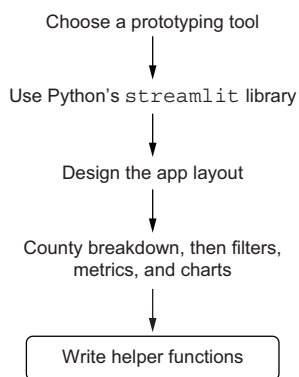 Choose a prototyping tool
Use Python's streamlit library
Design the app layout
County breakdown, then filters,
metrics, and charts
Write helper functions